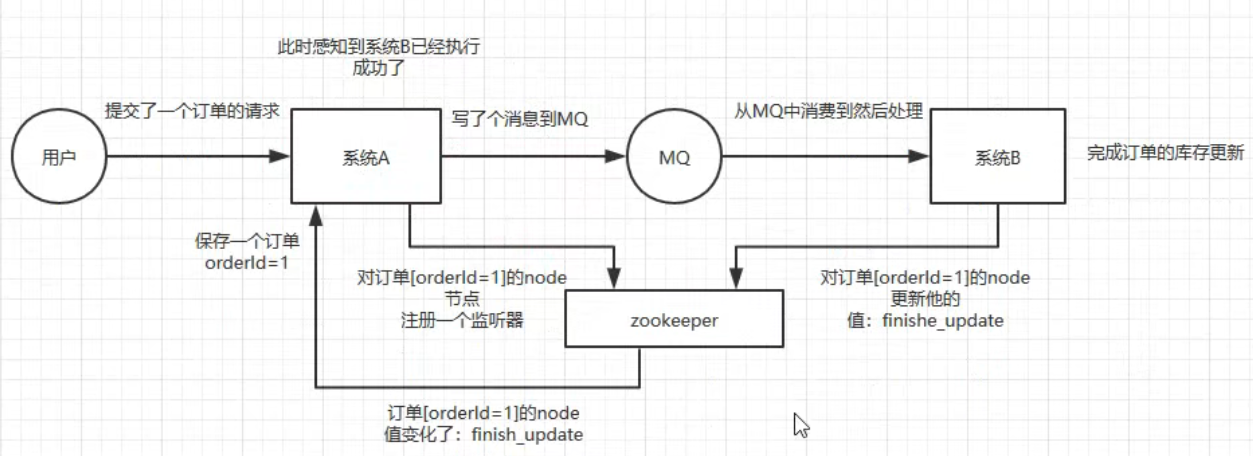 此时感知到系统B已经执行
成功了
提交了一个订单的请求
写了个消息到MQ
从MQ中消费到然后处理
用户
系统A
MQ
系统B
完成订单的库存更新
保存一个订单
orderId=1
对订单[orderId=1]的node
节点
注册一个监听器
zookeeper
对订单[orderId=1]的node
更新他的
值：finishe_update
订单[orderId=1]的node
值变化了：finish_update